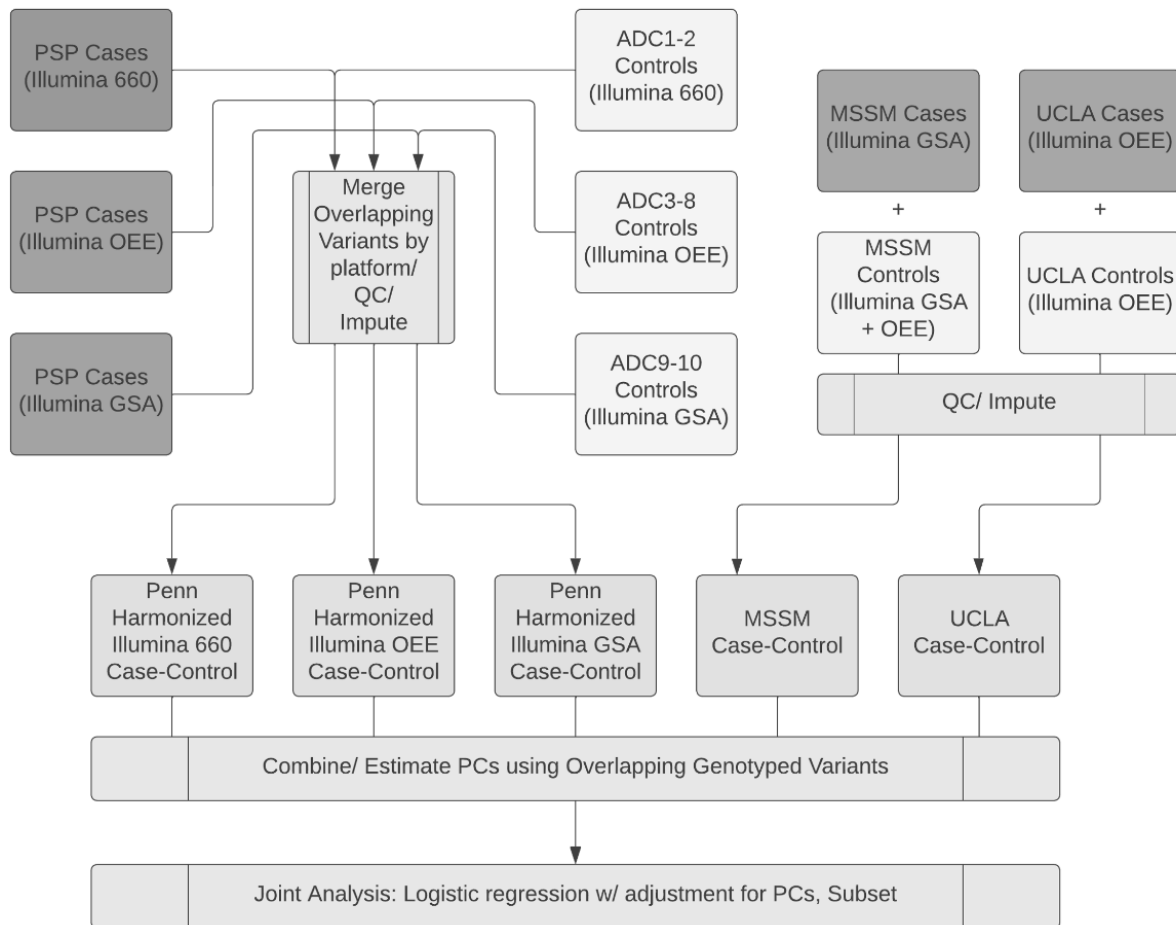 PSP Cases
(Illumina 660)
ADC1-2
Controls
(Illumina 660)
MSSM Cases
(Illumina GSA)
UCLA Cases
(Illumina OEE)
PSP Cases
(Illumina OEE)
Merge
Overlapping
Variants by
platform/
QC/
Impute
ADC3-8
Controls
(Illumina OEE)
+
+
MSSM
Controls
(Illumina GSA
+ OEE)
UCLA Controls
(Illumina OEE)
PSP Cases
(Illumina GSA)
ADC9-10
Controls
(Illumina GSA)
QC/ Impute
Penn
Harmonized
Illumina 660
Case-Control
Penn
Harmonized
Illumina OEE
Case-Control
Penn
Harmonized
Illumina GSA
Case-Control
MSSM
Case-Control
UCLA
Case-Control
Combine/ Estimate PCs using Overlapping Genotyped Variants
Joint Analysis: Logistic regression w/ adjustment for PCs, Subset